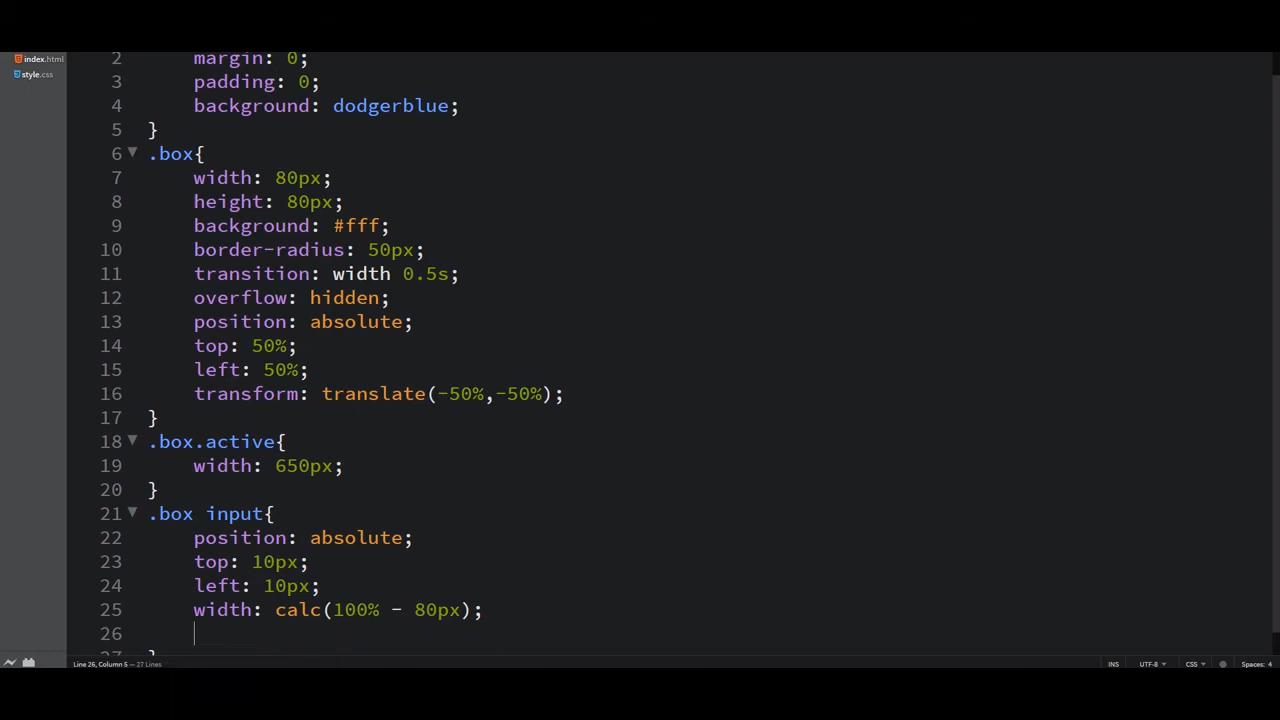 index.html
style.css
2 margin: 0;
3 padding: 0;
4 background: dodgerblue;
5 }
6 .box{
7 width: 80px;
8 height: 80px;
9 background: #fff;
10 border-radius: 50px;
11 transition: width 0.5s;
12 overflow: hidden;
13 position: absolute;
14 top: 50%;
15 left: 50%;
16 transform: translate(-50%,-50%);
17 }
18 .box.active{
19 width: 650px;
20 }
21 .box input{
22 position: absolute;
23 top: 10px;
24 left: 10px;
25 width: calc(100% - 80px);
26
27 }
Line 26, Column 5 — 27 Lines
INS UTF-8 CSS Spaces: 4